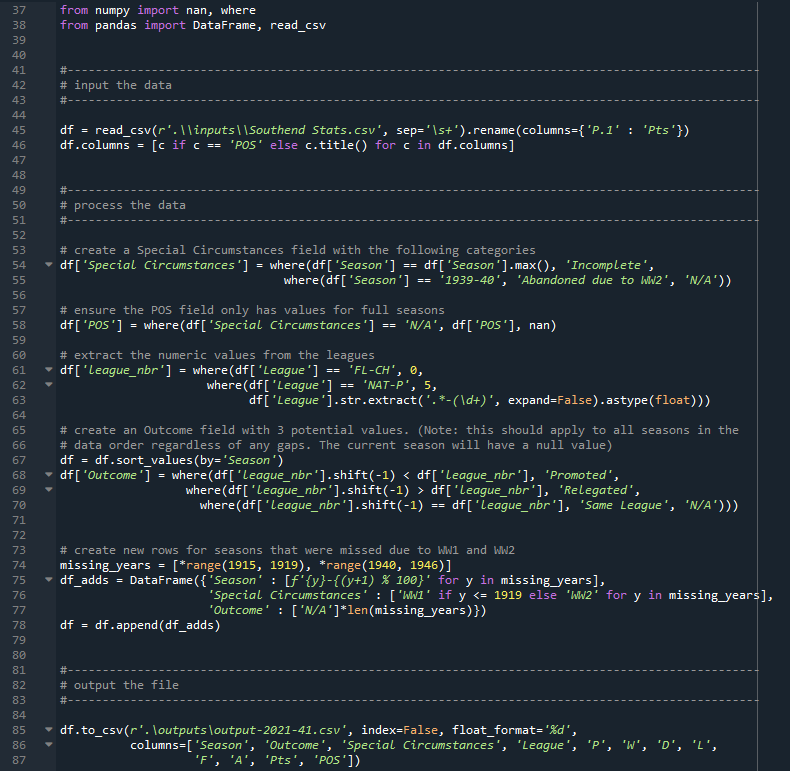 37 from numpy import nan, where
38 from pandas import DataFrame, read_csv
39
40
41 #---------------------------------------------------------------------------------------------------
42 # input the data
43 #---------------------------------------------------------------------------------------------------
44
45 df = read_csv(r'.\\inputs\\Southend Stats.csv', sep='\s+').rename(columns={'P.1' : 'Pts'})
46 df.columns = [c if c == 'POS' else c.title() for c in df.columns]
47
48
49 #---------------------------------------------------------------------------------------------------
50 # process the data
51 #---------------------------------------------------------------------------------------------------
52
53 # create a Special Circumstances field with the following categories
54 df['Special Circumstances'] = where(df['Season'] == df['Season'].max(), 'Incomplete',
55                                 where(df['Season'] == '1939-40', 'Abandoned due to WW2', 'N/A'))
56
57 # ensure the POS field only has values for full seasons
58 df['POS'] = where(df['Special Circumstances'] == 'N/A', df['POS'], nan)
59
60 # extract the numeric values from the leagues
61 df['league_nbr'] = where(df['League'] == 'FL-CH', 0,
62                      where(df['League'] == 'NAT-P', 5,
63                            df['League'].str.extract('.*-(\d+)', expand=False).astype(float)))
64
65 # create an Outcome field with 3 potential values. (Note: this should apply to all seasons in the
66 # data order regardless of any gaps. The current season will have a null value)
67 df = df.sort_values(by='Season')
68 df['Outcome'] = where(df['league_nbr'].shift(-1) < df['league_nbr'], 'Promoted',
69                   where(df['league_nbr'].shift(-1) > df['league_nbr'], 'Relegated',
70                     where(df['league_nbr'].shift(-1) == df['league_nbr'], 'Same League', 'N/A')))
71
72
73 # create new rows for seasons that were missed due to WW1 and WW2
74 missing_years = [*range(1915, 1919), *range(1940, 1946)]
75 df_adds = DataFrame({'Season' : [f'{y}-{(y+1) % 100}' for y in missing_years],
76                      'Special Circumstances' : ['WW1' if y <= 1919 else 'WW2' for y in missing_years],
77                      'Outcome' : ['N/A']*len(missing_years)})
78 df = df.append(df_adds)
79
80
81 #---------------------------------------------------------------------------------------------------
82 # output the file
83 #---------------------------------------------------------------------------------------------------
84
85 df.to_csv(r'.\outputs\output-2021-41.csv', index=False, float_format='%d',
86           columns=['Season', 'Outcome', 'Special Circumstances', 'League', 'P', 'W', 'D', 'L',
87                    'F', 'A', 'Pts', 'POS'])